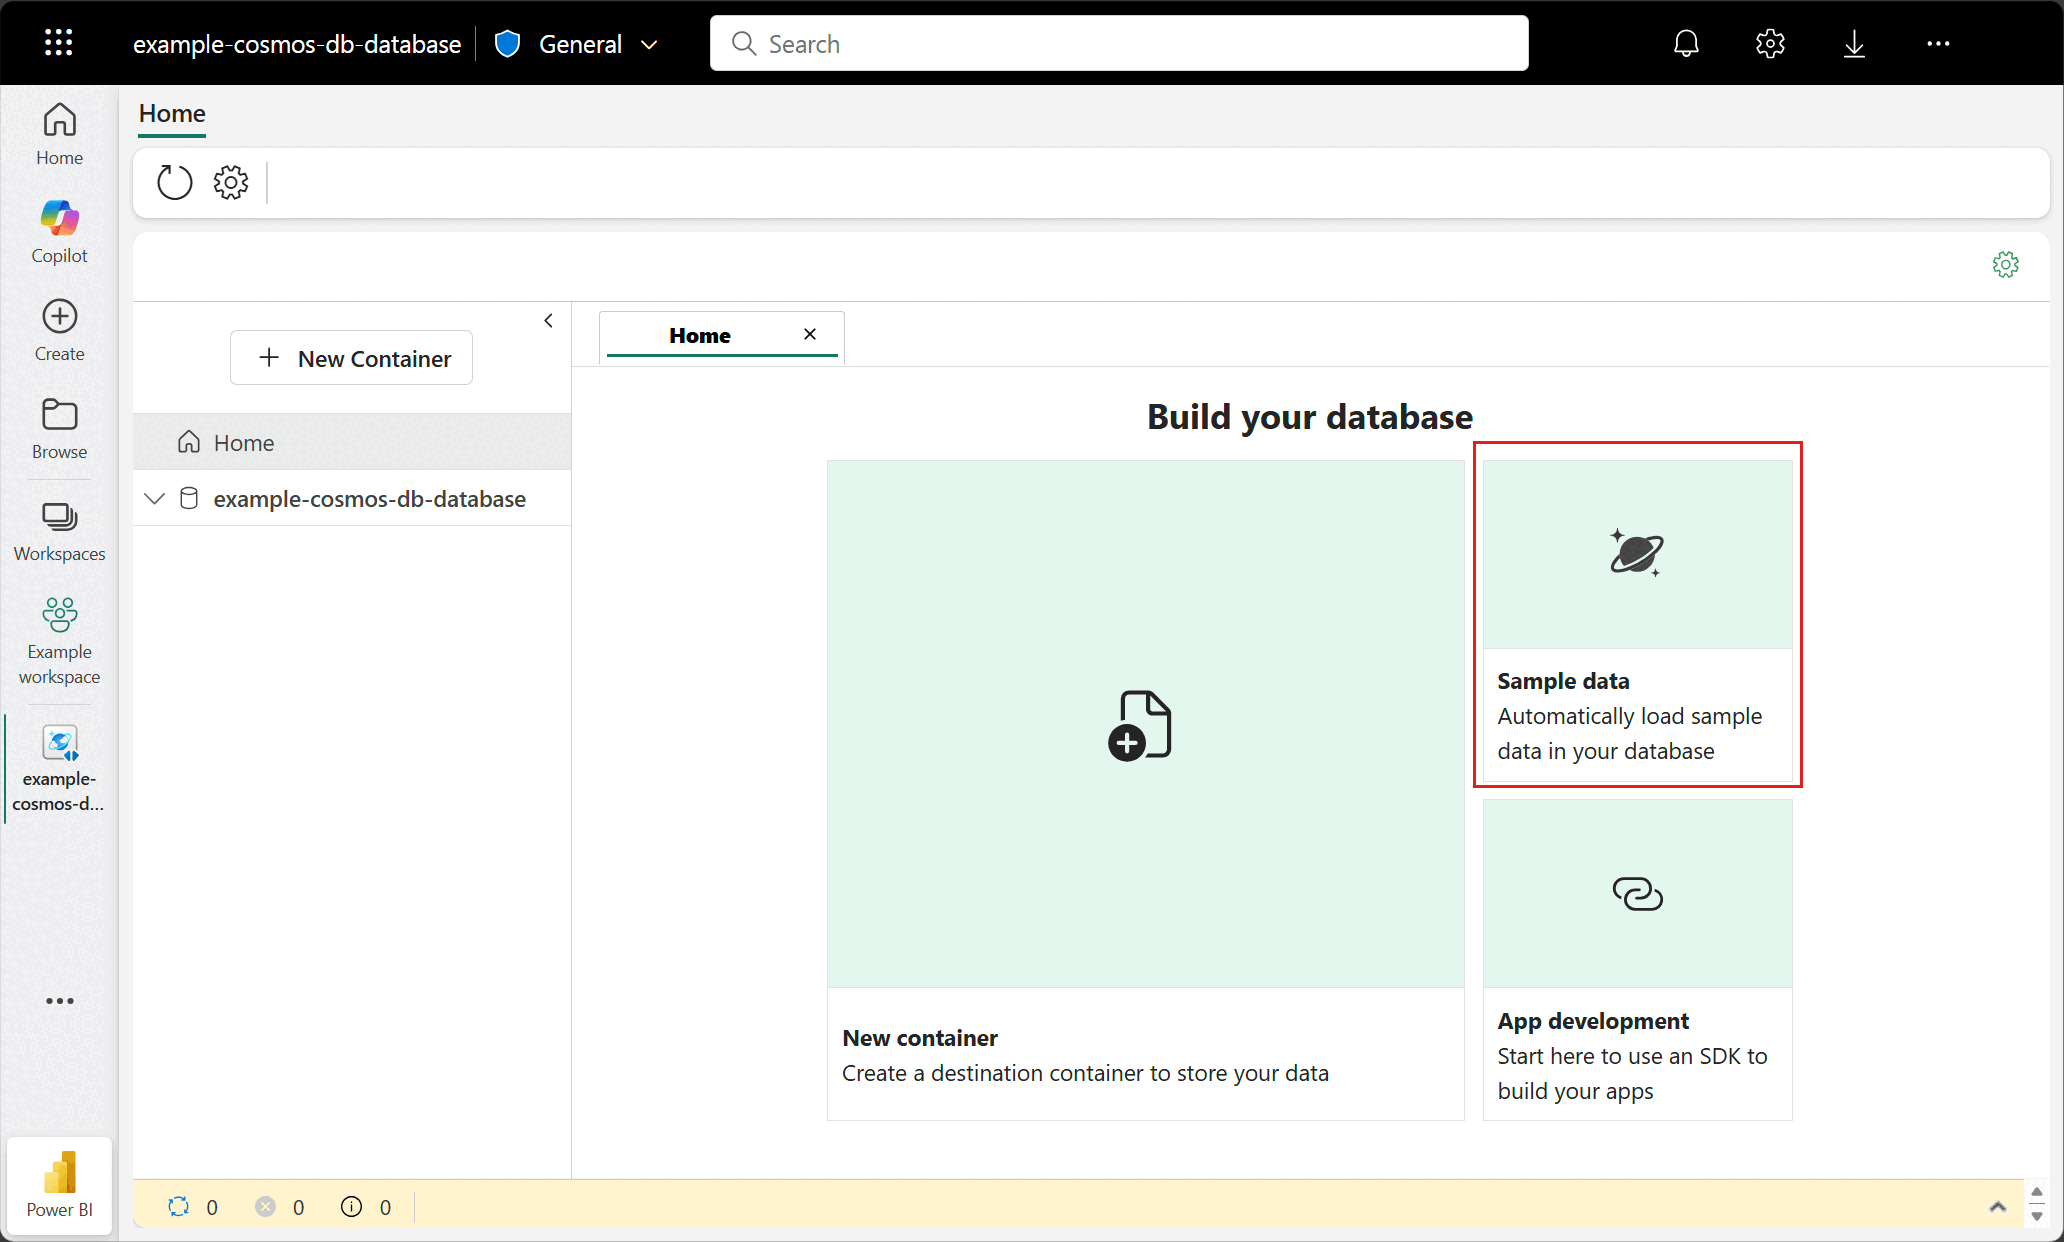 example-cosmos-db-database
General
Search
Home
Home
Copilot
Create
Browse
Workspaces
Example
workspace
example-
cosmos-d...
Power BI
New Container
Home
example-cosmos-db-database
Home
Build your database
New container
Create a destination container to store your data
Sample data
Automatically load sample
data in your database
App development
Start here to use an SDK to
build your apps
0 0 0